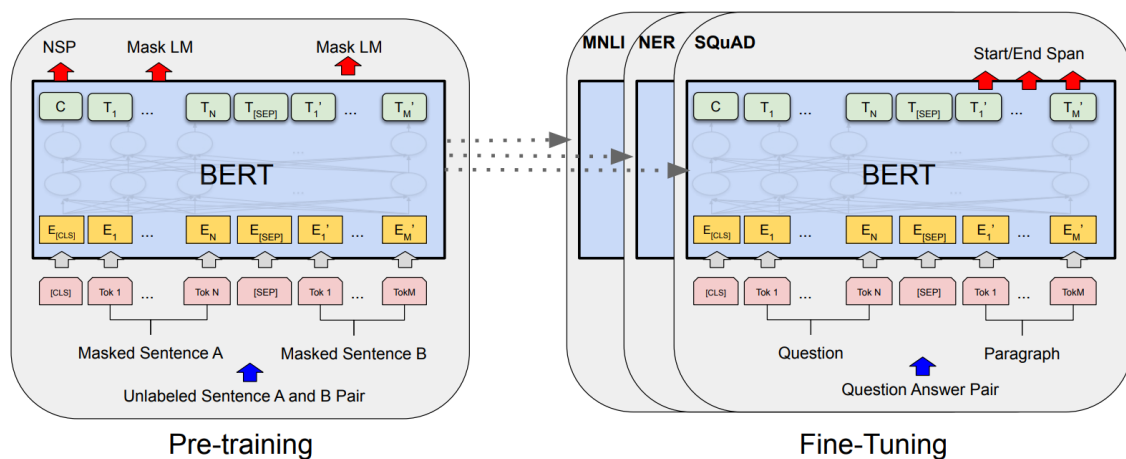 NSP Mask LM Mask LM
C T1 ... TN T[SEP] T1' ... TM'
BERT
E[CLS] E1 ... EN E[SEP] E1' ... EM'
[CLS] Tok 1 ... Tok N [SEP] Tok 1 ... TokM
Masked Sentence A Masked Sentence B
Unlabeled Sentence A and B Pair
Pre-training
MNLI NER SQuAD
Start/End Span
C T1 ... TN T[SEP] T1' ... TM'
BERT
E[CLS] E1 ... EN E[SEP] E1' ... EM'
[CLS] Tok 1 ... Tok N [SEP] Tok 1 ... TokM
Question Paragraph
Question Answer Pair
Fine-Tuning